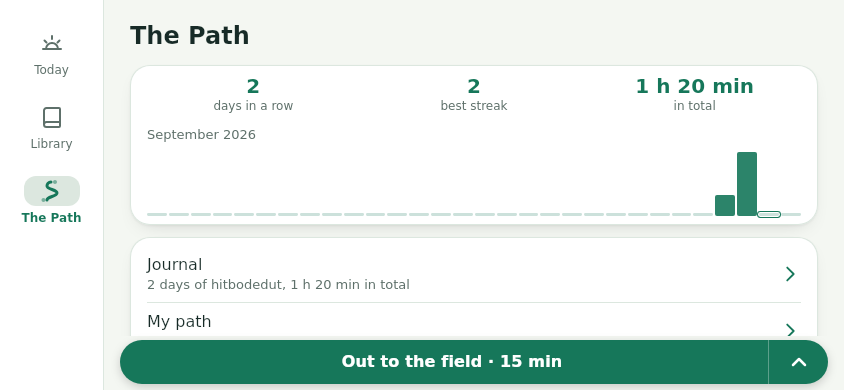 The Path
2
days in a row
2
best streak
1 h 20 min
in total
September 2026
Today
Library
The Path
Journal
2 days of hitbodedut, 1 h 20 min in total
My path
Out to the field · 15 min